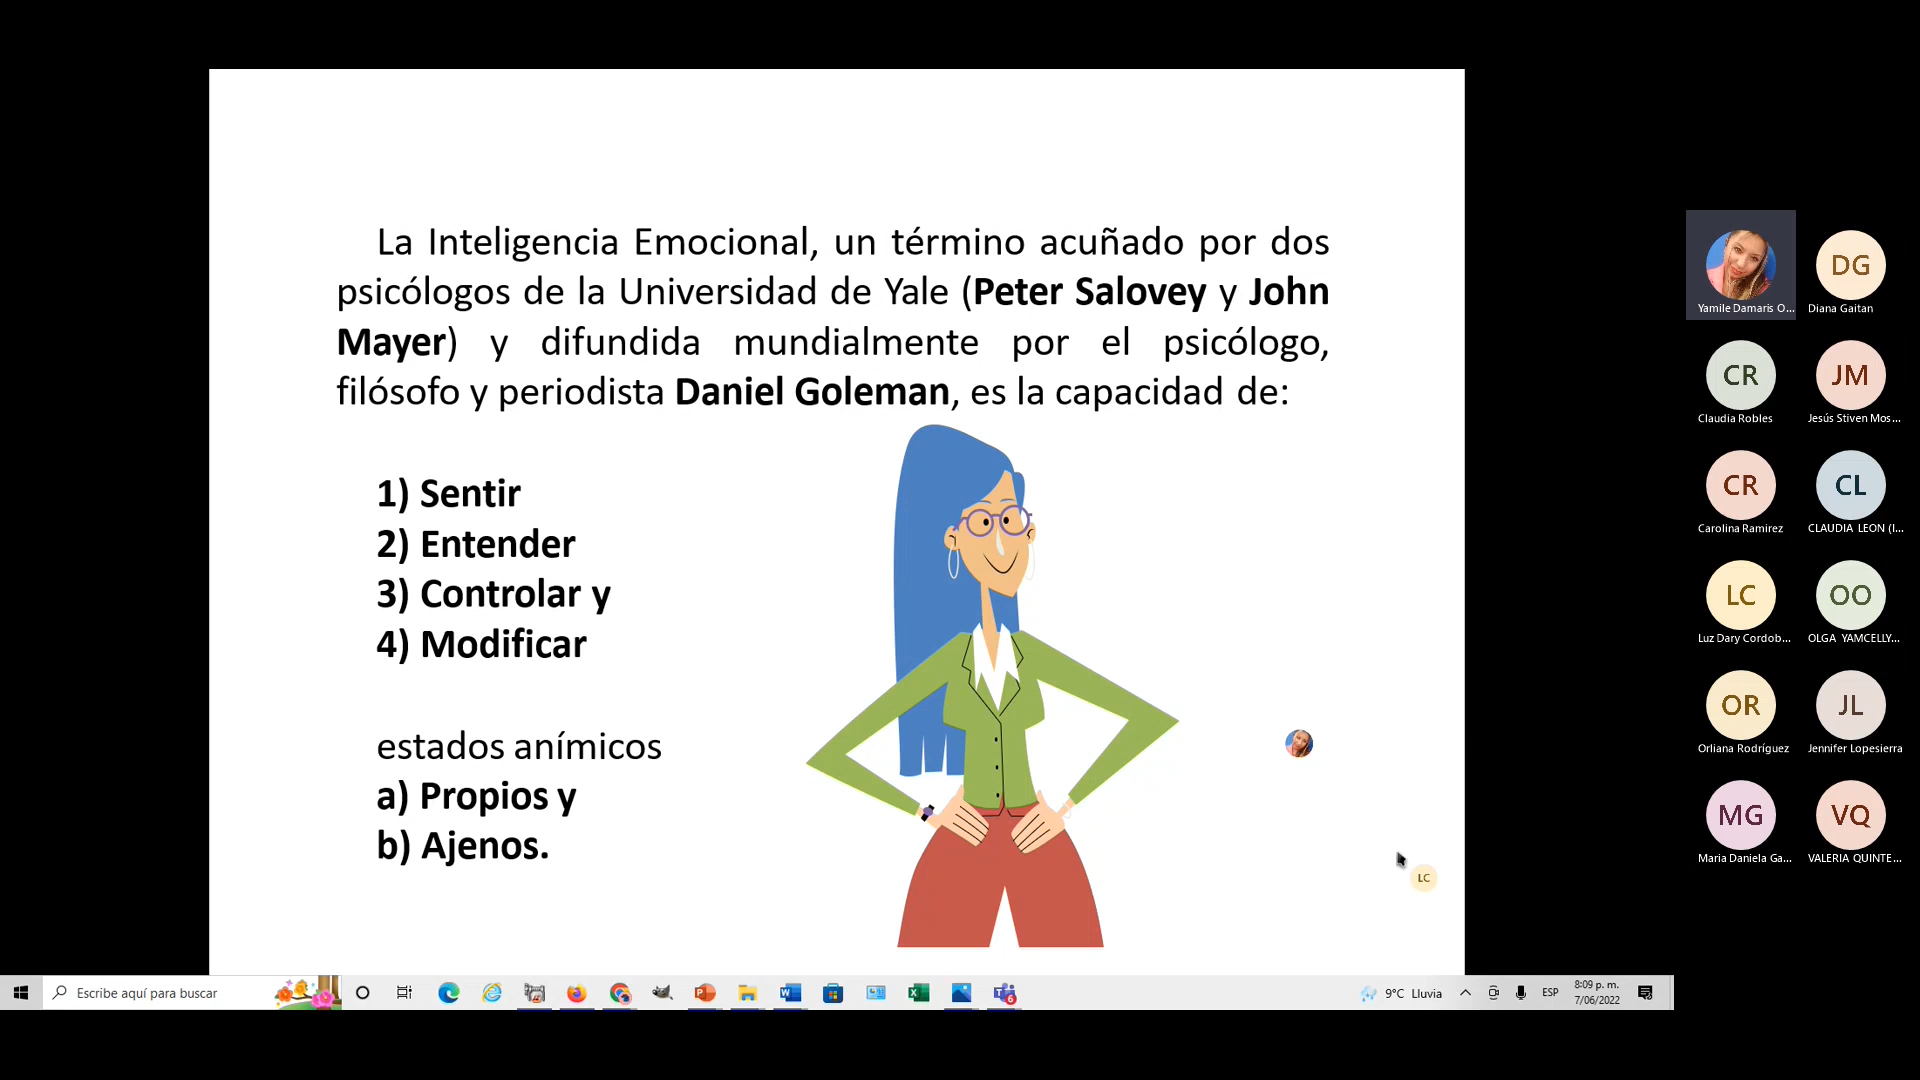 La Inteligencia Emocional, un término acuñado por dos
psicólogos de la Universidad de Yale (Peter Salovey y John
Mayer) y difundida mundialmente por el psicólogo,
filósofo y periodista Daniel Goleman, es la capacidad de:
1) Sentir
2) Entender
3) Controlar y
4) Modificar
estados anímicos
a) Propios y
b) Ajenos.
LC
Yamile Damaris O...
DG
Diana Gaitan
CR
Claudia Robles
JM
Jesús Stiven Mos...
CR
Carolina Ramirez
CL
CLAUDIA LEON (I...
LC
Luz Dary Cordob...
OO
OLGA YAMCELLY...
OR
Orliana Rodríguez
JL
Jennifer Lopesierra
MG
Maria Daniela Ga...
VQ
VALERIA QUINTE...
Escribe aquí para buscar
6
9°C Lluvia
ESP
8:09 p. m.
7/06/2022